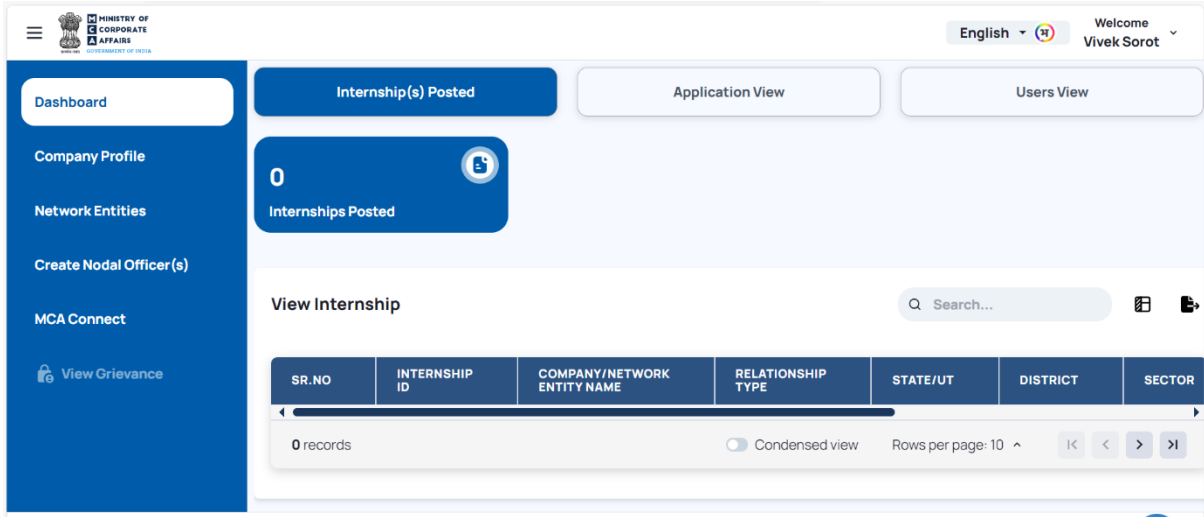 MINISTRY OF
CORPORATE
AFFAIRS
GOVERNMENT OF INDIA
English
Welcome
Vivek Sorot
Dashboard
Company Profile
Network Entities
Create Nodal Officer(s)
MCA Connect
View Grievance
Internship(s) Posted
Application View
Users View
0
Internships Posted
View Internship
Search...
SR.NO
INTERNSHIP
ID
COMPANY/NETWORK
ENTITY NAME
RELATIONSHIP
TYPE
STATE/UT
DISTRICT
SECTOR
0 records
Condensed view
Rows per page: 10